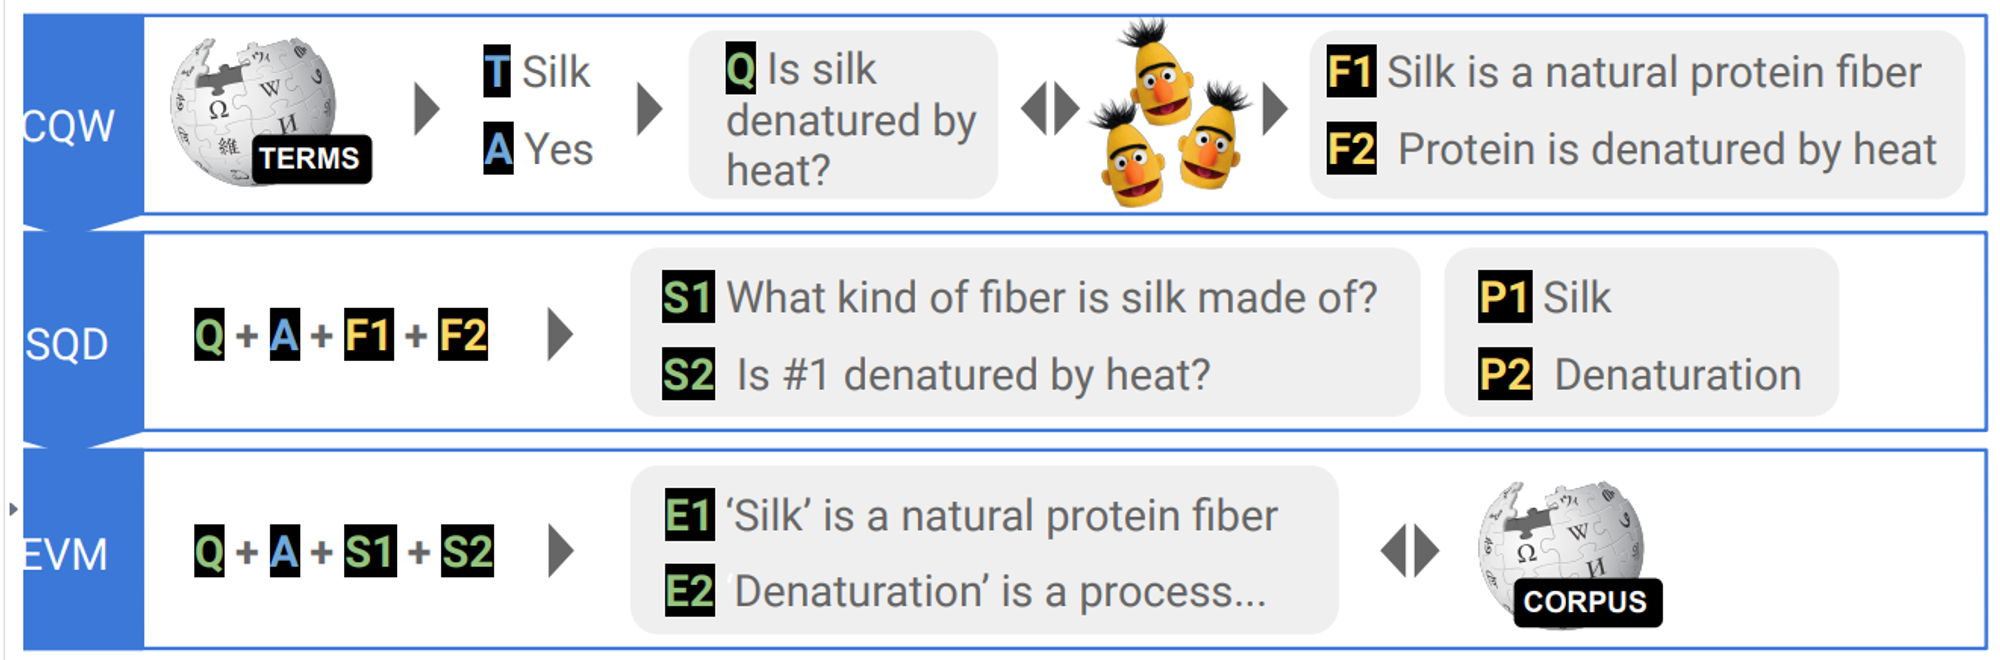 CQW
TERMS
T Silk
A Yes
Q Is silk
denatured by
heat?
F1 Silk is a natural protein fiber
F2 Protein is denatured by heat
SQD
Q + A + F1 + F2
S1 What kind of fiber is silk made of?
S2 Is #1 denatured by heat?
P1 Silk
P2 Denaturation
EVM
Q + A + S1 + S2
E1 ‘Silk’ is a natural protein fiber
E2 ‘Denaturation’ is a process...
Ω W И
CORPUS